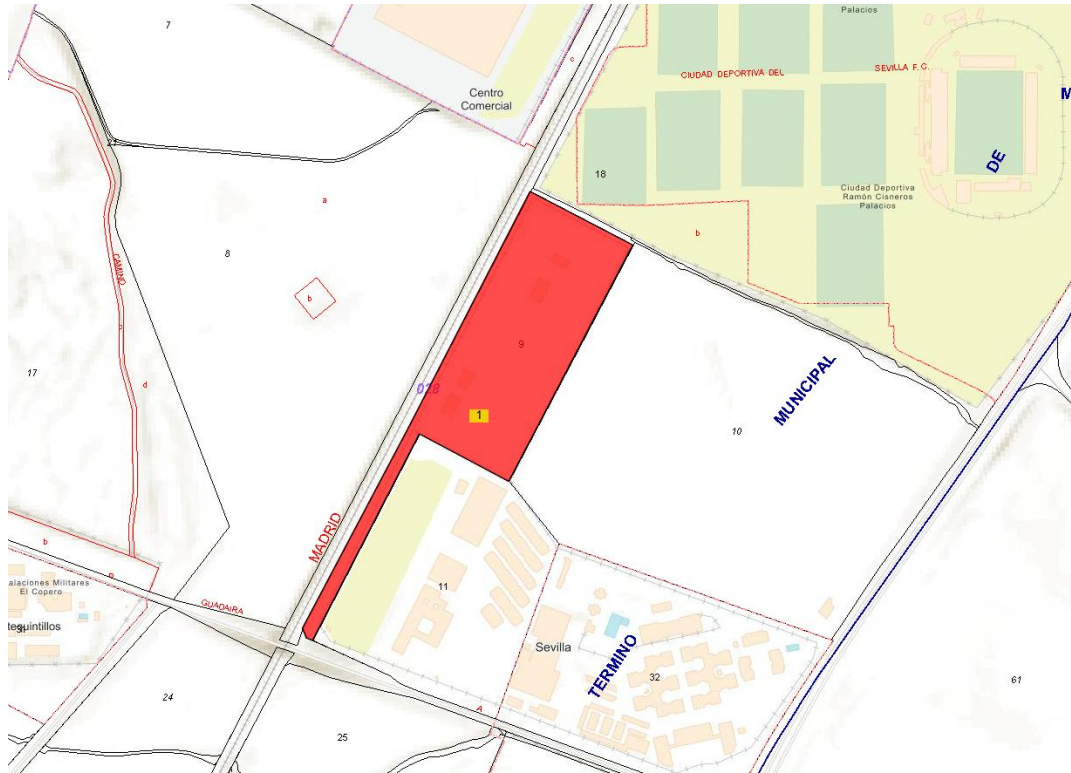 7
Palacios
CIUDAD DEPORTIVA DEL
SEVILLA F.C.
c
Centro
Comercial
M
DE
18
Ciudad Deportiva
Ramón Cisneros
Palacios
a
b
8
CAMINO
b
9
17
d
028
1
MUNICIPAL
10
MADRID
b
alaciones Militares
El Copero
GUADAIRA
11
tequintillos
Sevilla
TERMINO
32
61
24
25
A